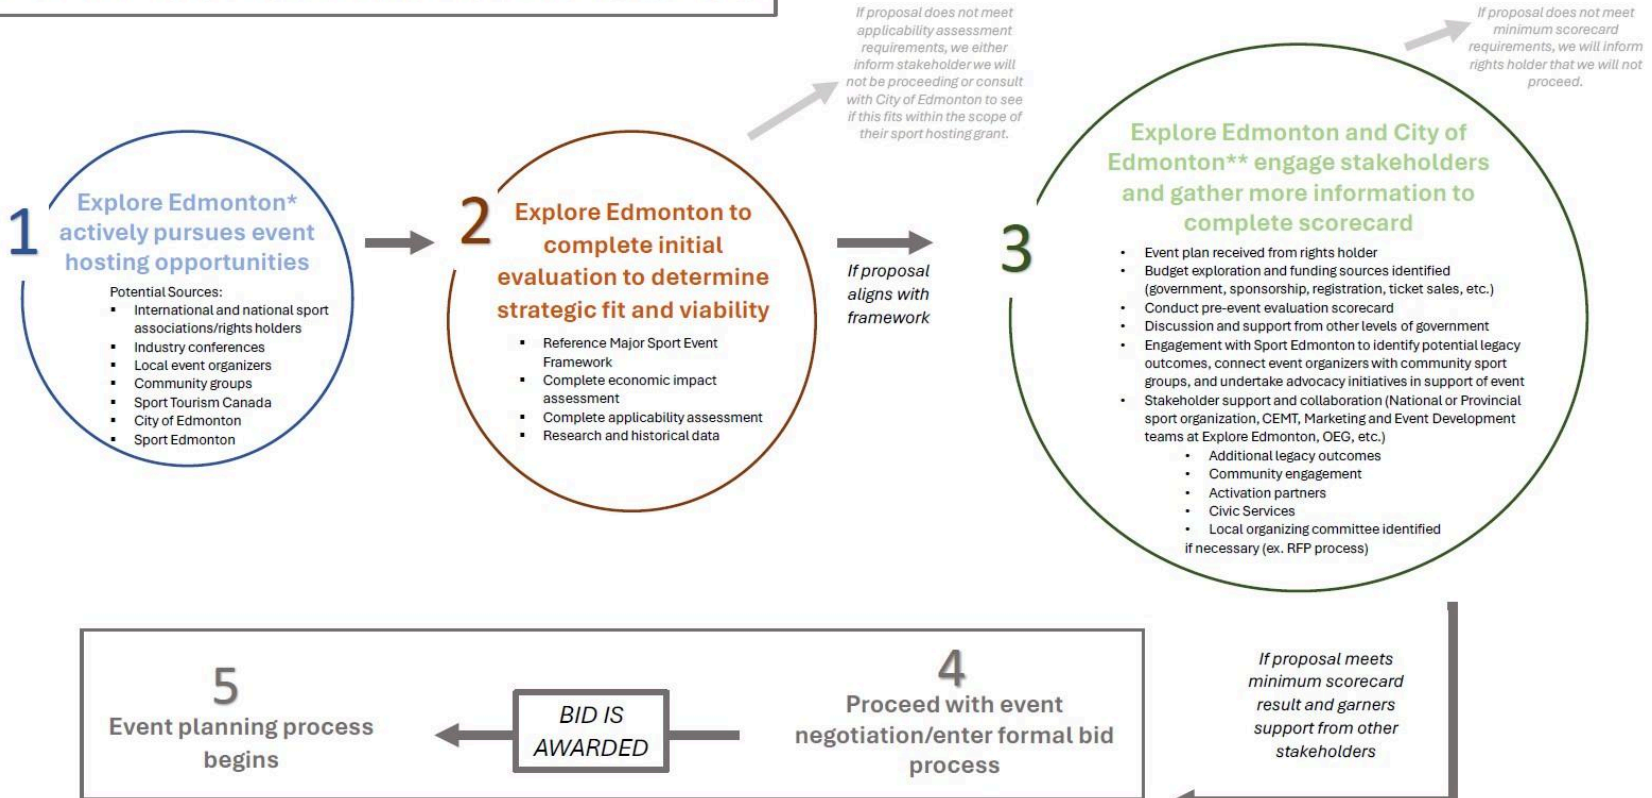 1
Explore Edmonton*
actively pursues event
hosting opportunities
Potential Sources:
▪ International and national sport
associations/rights holders
▪ Industry conferences
▪ Local event organizers
▪ Community groups
▪ Sport Tourism Canada
▪ City of Edmonton
▪ Sport Edmonton
2
Explore Edmonton to
complete initial
evaluation to determine
strategic fit and viability
▪ Reference Major Sport Event
Framework
▪ Complete economic impact
assessment
▪ Complete applicability assessment
▪ Research and historical data
If proposal does not meet
applicability assessment
requirements, we either
inform stakeholder we will
not be proceeding or consult
with City of Edmonton to see
if this fits within the scope of
their sport hosting grant.
If proposal
aligns with
framework
3
Explore Edmonton and City of
Edmonton** engage stakeholders
and gather more information to
complete scorecard
• Event plan received from rights holder
• Budget exploration and funding sources identified
(government, sponsorship, registration, ticket sales, etc.)
• Conduct pre-event evaluation scorecard
• Discussion and support from other levels of government
• Engagement with Sport Edmonton to identify potential legacy
outcomes, connect event organizers with community sport
groups, and undertake advocacy initiatives in support of event
• Stakeholder support and collaboration (National or Provincial
sport organization, CEMT, Marketing and Event Development
teams at Explore Edmonton, OEG, etc.)
• Additional legacy outcomes
• Community engagement
• Activation partners
• Civic Services
• Local organizing committee identified
if necessary (ex. RFP process)
If proposal does not meet
minimum scorecard
requirements, we will inform
rights holder that we will not
proceed.
If proposal meets
minimum scorecard
result and garners
support from other
stakeholders
4
Proceed with event
negotiation/enter formal bid
process
BID IS
AWARDED
5
Event planning process
begins